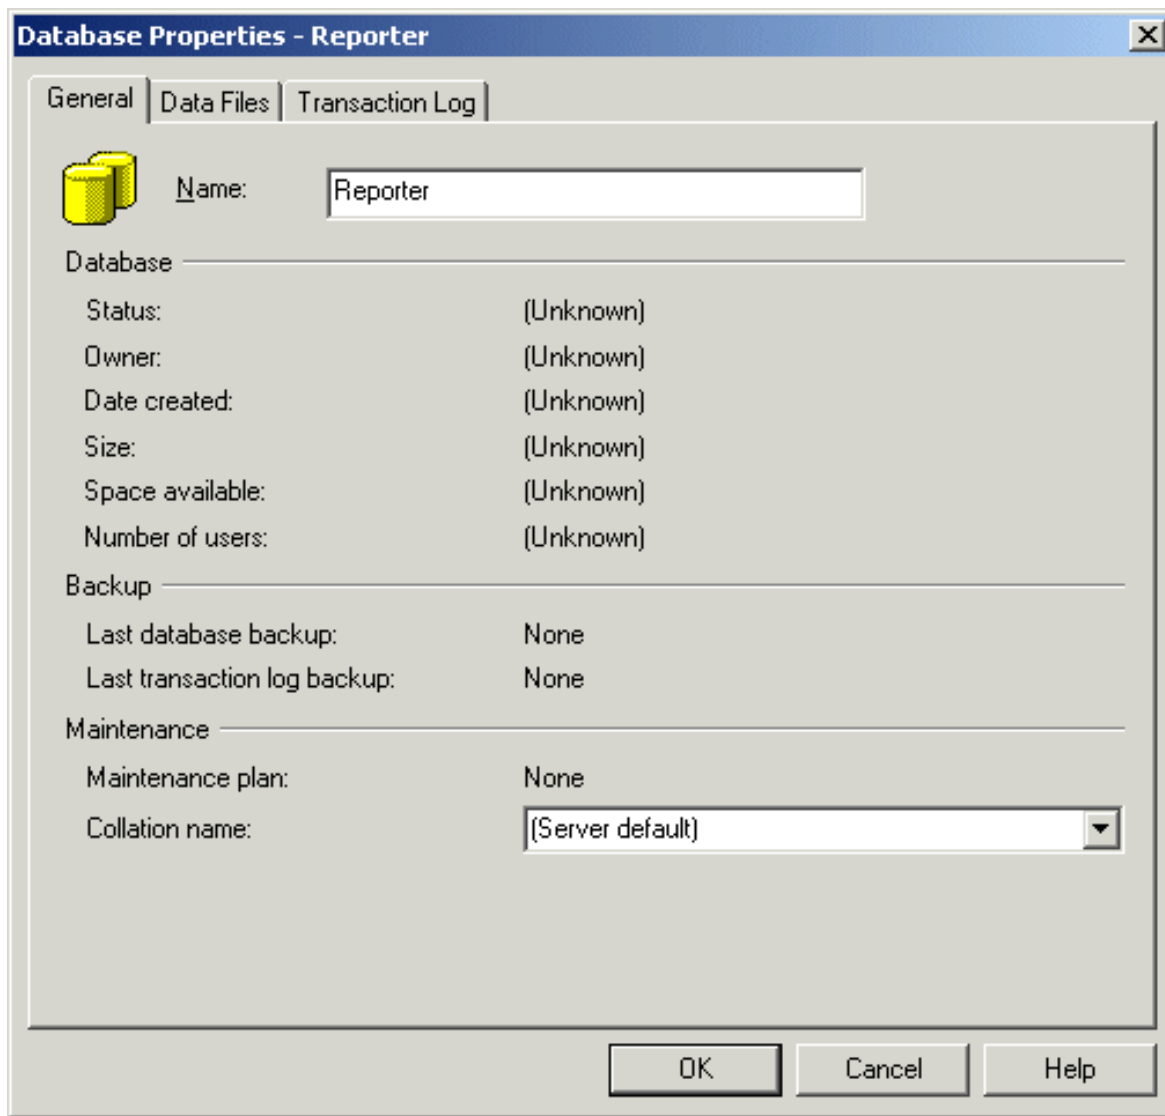 Database Properties - Reporter
General Data Files Transaction Log
Name: Reporter
Database
Status: (Unknown)
Owner: (Unknown)
Date created: (Unknown)
Size: (Unknown)
Space available: (Unknown)
Number of users: (Unknown)
Backup
Last database backup: None
Last transaction log backup: None
Maintenance
Maintenance plan: None
Collation name: (Server default)
OK Cancel Help